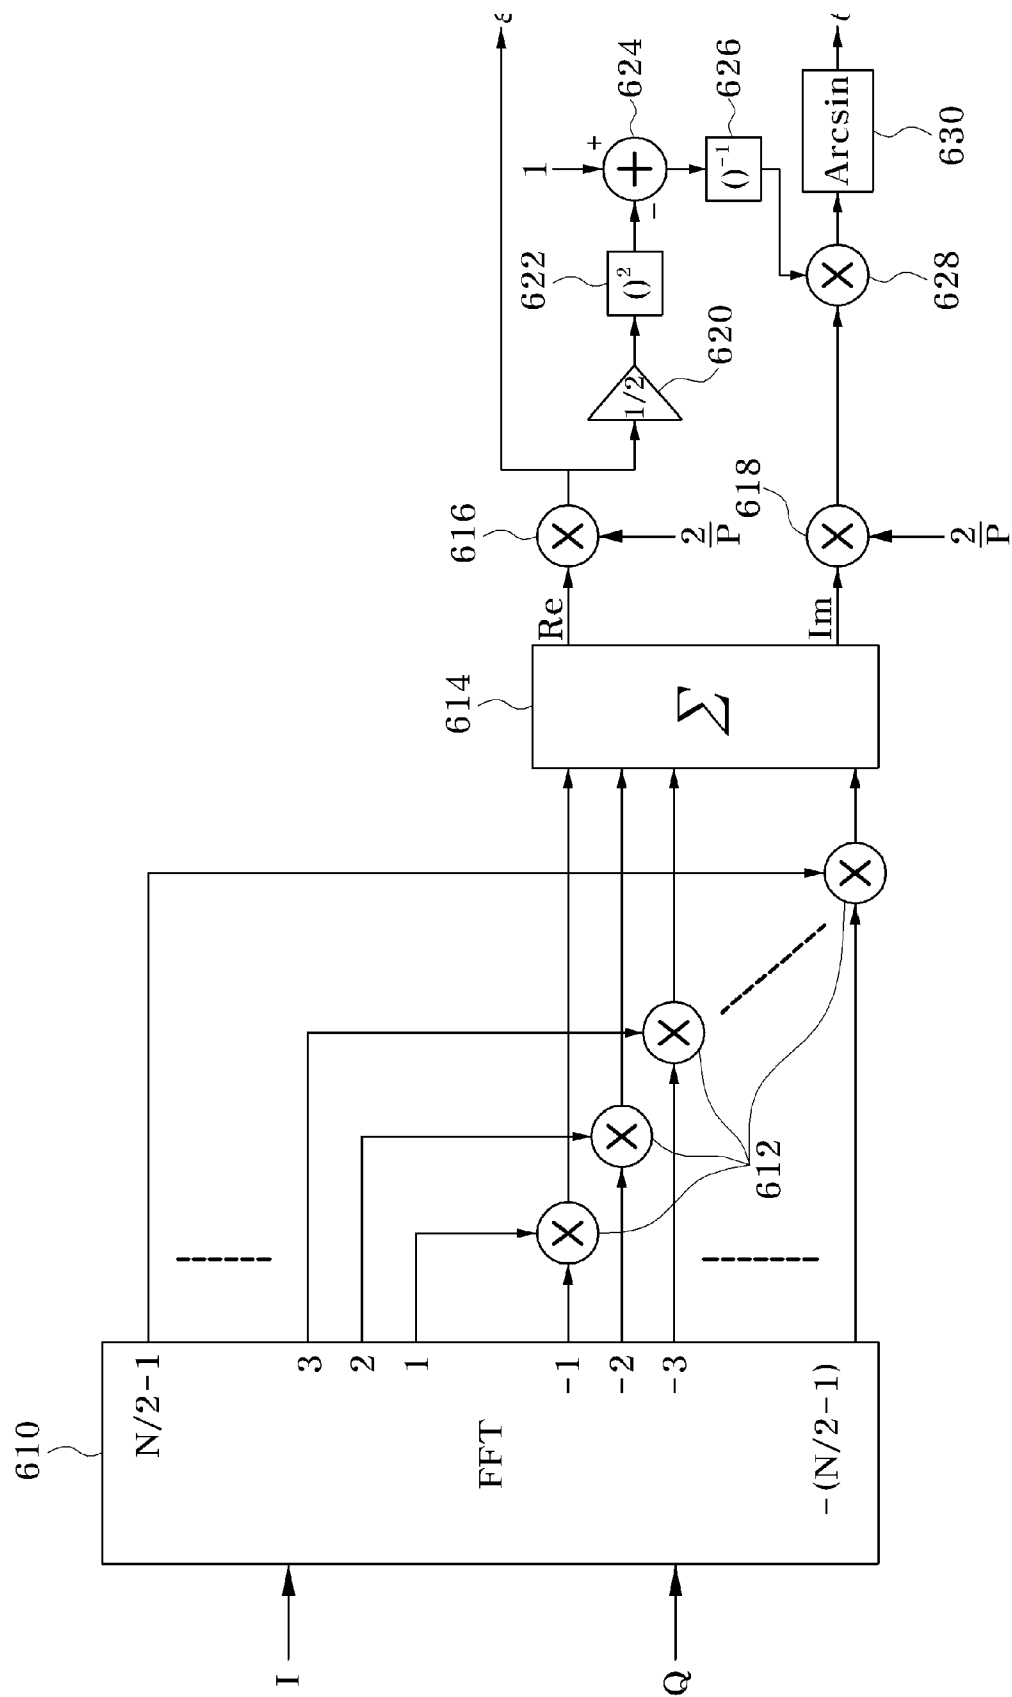 610
N/2-1
3
2
1
FFT
-1
-2
-3
-(N/2-1)
I
Q
612
614
Σ
Re
Im
616
2
P
618
2
P
ε
1/2
620
622
()²
1
+
-
624
626
()⁻¹
628
Arcsin
630